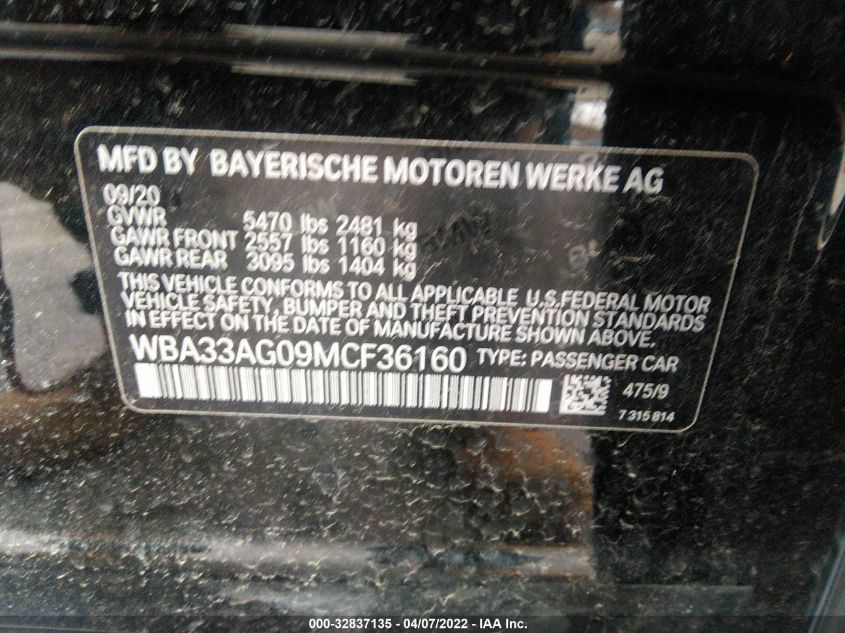 MFD BY BAYERISCHE MOTOREN WERKE AG
09/20
GVWR 5470 lbs 2481 kg
GAWR FRONT 2557 lbs 1160 kg
GAWR REAR 3095 lbs 1404 kg
THIS VEHICLE CONFORMS TO ALL APPLICABLE U.S.FEDERAL MOTOR
VEHICLE SAFETY, BUMPER AND THEFT PREVENTION STANDARDS
IN EFFECT ON THE DATE OF MANUFACTURE SHOWN ABOVE.
WBA33AG09MCF36160 TYPE: PASSENGER CAR
475/9
7 315 814
000-32837135 - 04/07/2022 - © IAA Inc.